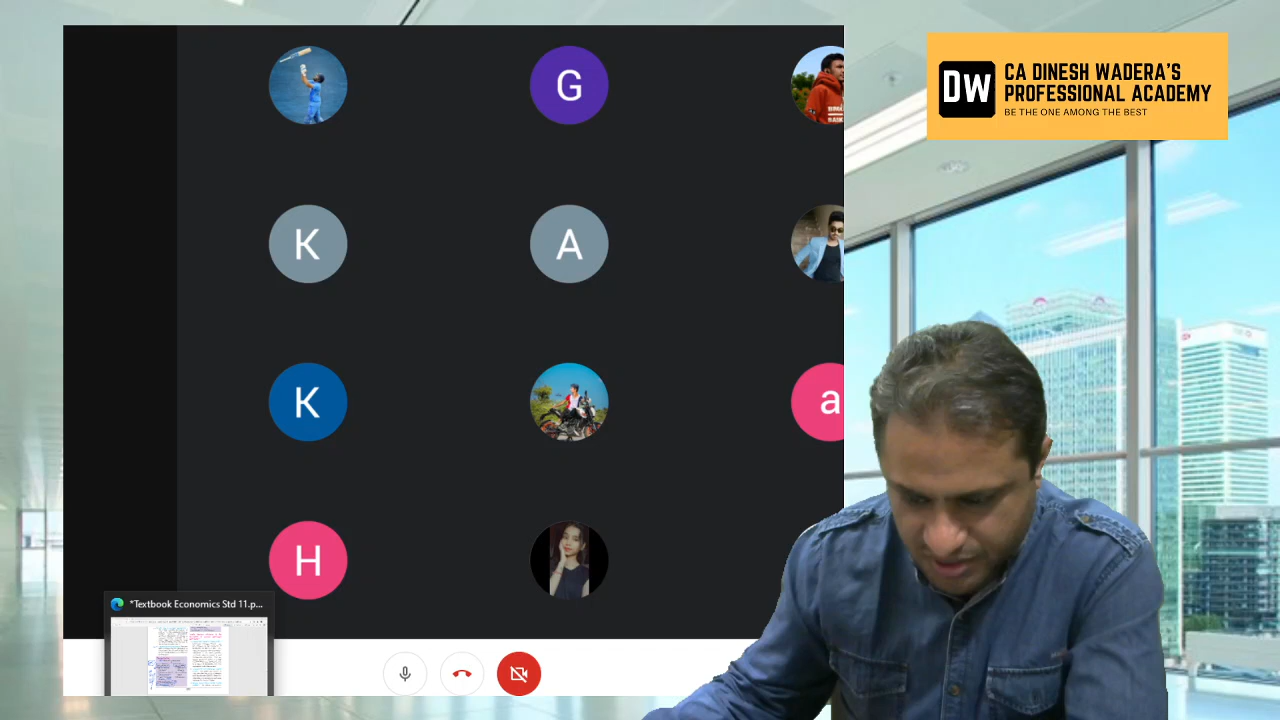 G
K
A
K
a
H
*Textbook Economics Std 11.p...
DW
CA DINESH WADERA'S
PROFESSIONAL ACADEMY
BE THE ONE AMONG THE BEST